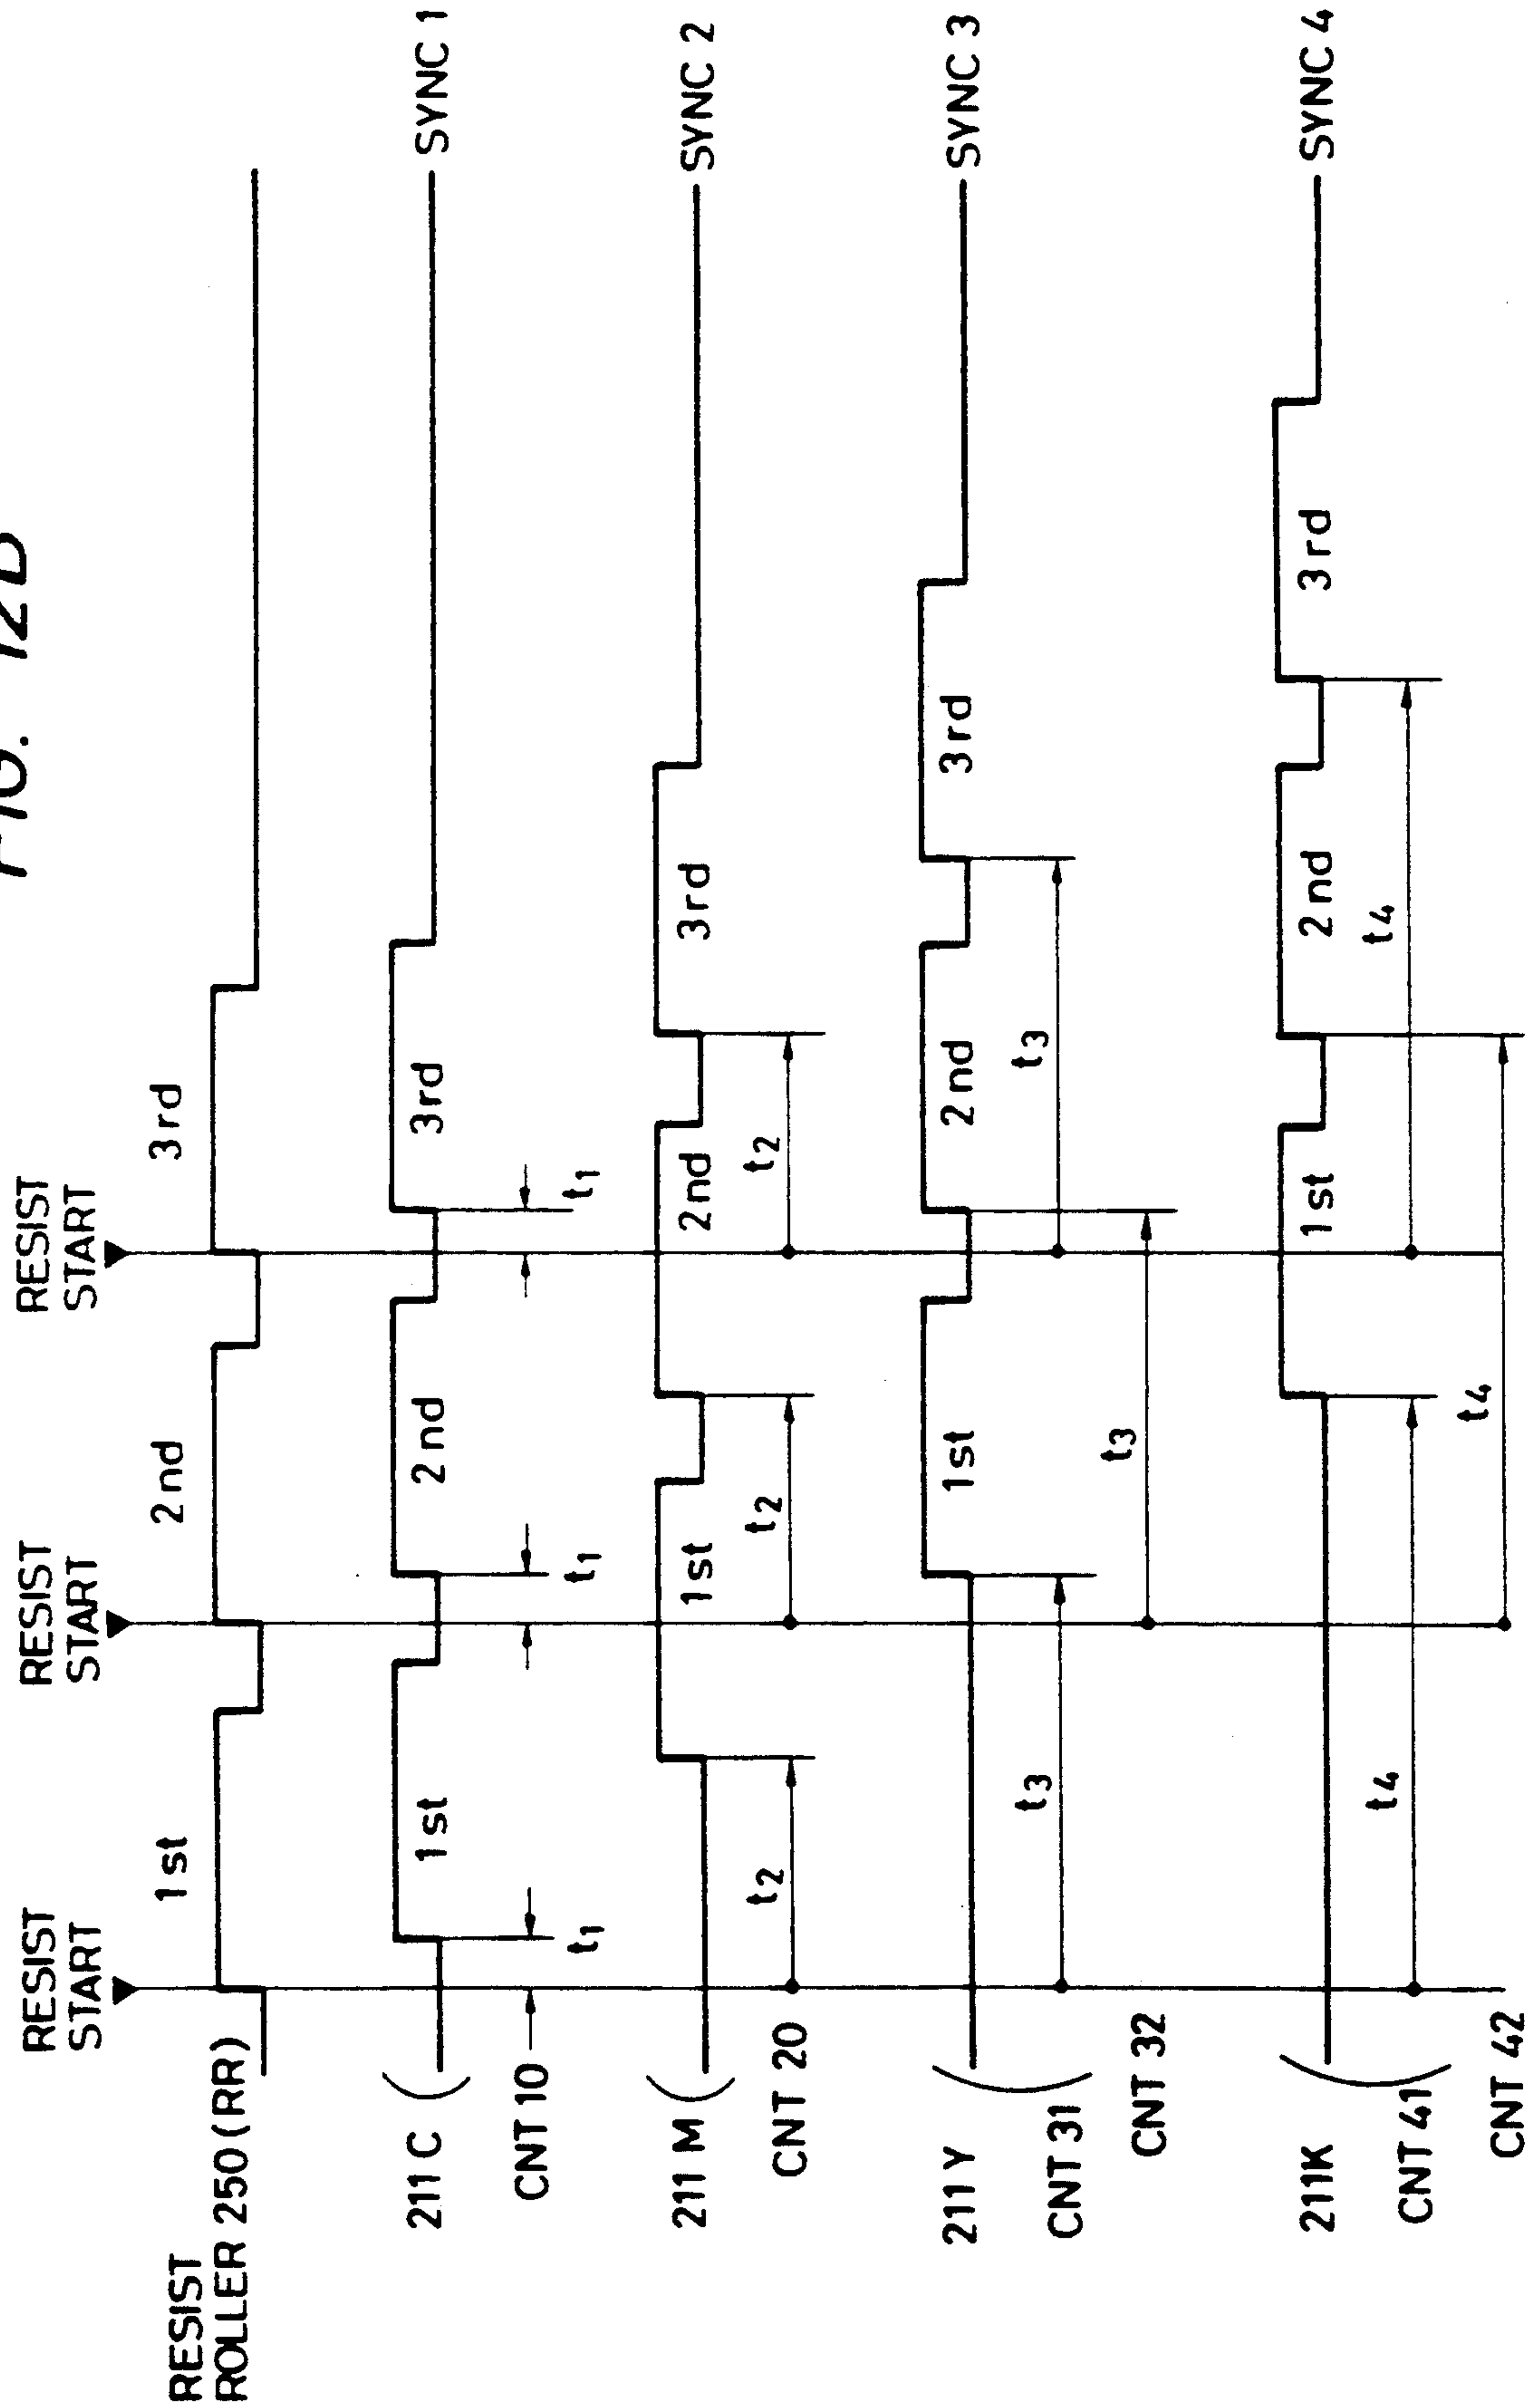 FIG. 12B
RESIST
START
RESIST
START
RESIST
START
RESIST
ROLLER 250 (RR)
1st
2nd
3rd
211 C
1st
2nd
3rd
SYNC 1
CNT 10
t1
t1
t1
211 M
1st
2nd
3rd
SYNC 2
CNT 20
t2
t2
t2
211 Y
1st
2nd
3rd
SYNC 3
CNT 31
t3
t3
CNT 32
t3
211K
1st
2nd
3rd
SYNC 4
CNT 41
t4
t4
CNT 42
t4